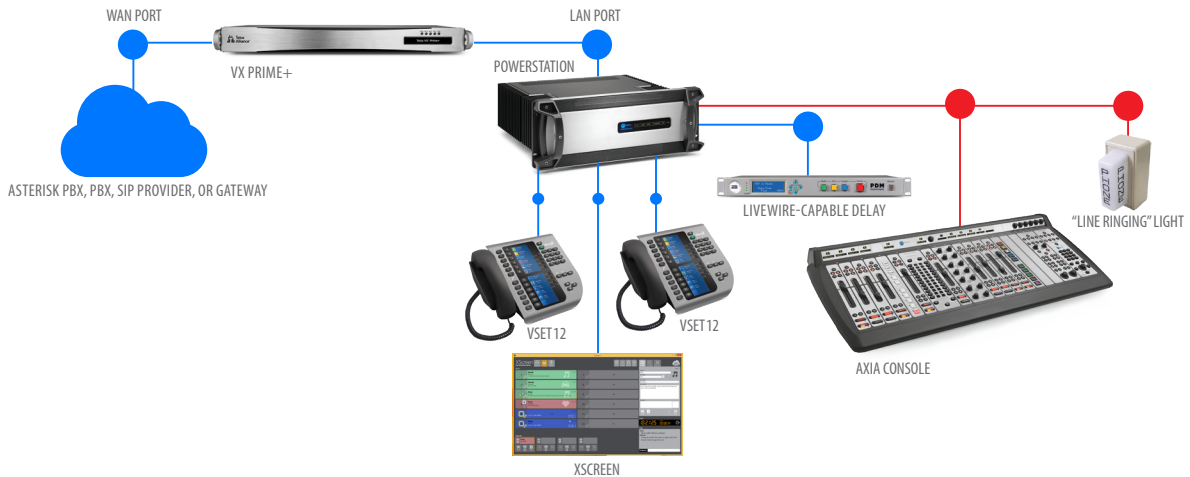 WAN PORT
LAN PORT
VX PRIME+
POWERSTATION
ASTERISK PBX, PBX, SIP PROVIDER, OR GATEWAY
PDM
LIVEWIRE-CAPABLE DELAY
"LINE RINGING" LIGHT
VSET12
VSET12
AXIA CONSOLE
XSCREEN